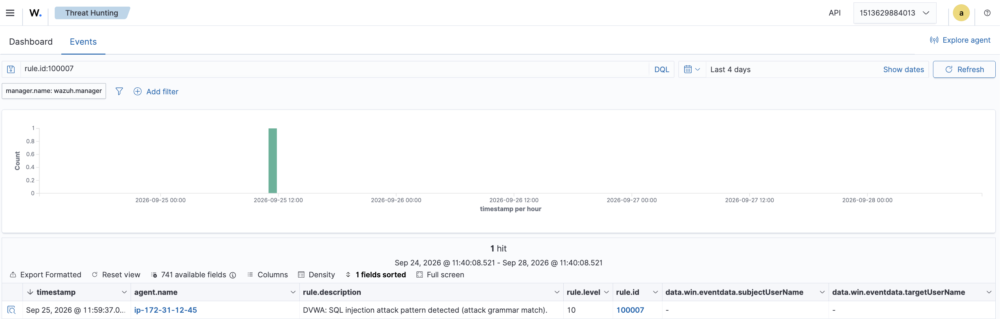 W. Threat Hunting API 1513629884013 a
Dashboard Events Explore agent
rule.id:100007 DQL Last 4 days Show dates Refresh
manager.name: wazuh.manager Add filter
1
0.8
0.6
0.4
0.2
0
Count
2026-09-25 00:00 2026-09-25 12:00 2026-09-26 00:00 2026-09-26 12:00 2026-09-27 00:00 2026-09-27 12:00 2026-09-28 00:00
timestamp per hour
1 hit
Sep 24, 2026 @ 11:40:08.521 - Sep 28, 2026 @ 11:40:08.521
Export Formatted Reset view 741 available fields Columns Density 1 fields sorted Full screen
timestamp agent.name rule.description rule.level rule.id data.win.eventdata.subjectUserName data.win.eventdata.targetUserName
Sep 25, 2026 @ 11:59:37.0... ip-172-31-12-45 DVWA: SQL injection attack pattern detected (attack grammar match). 10 100007 - -